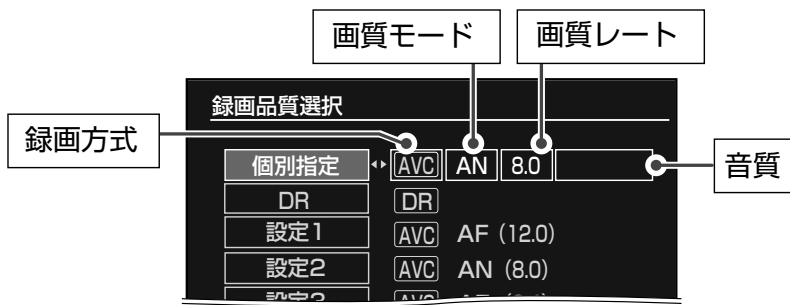 画質モード
画質レート
録画方式
音質
録画品質選択
個別指定 AVC AN 8.0
DR DR
設定1 AVC AF (12.0)
設定2 AVC AN (8.0)